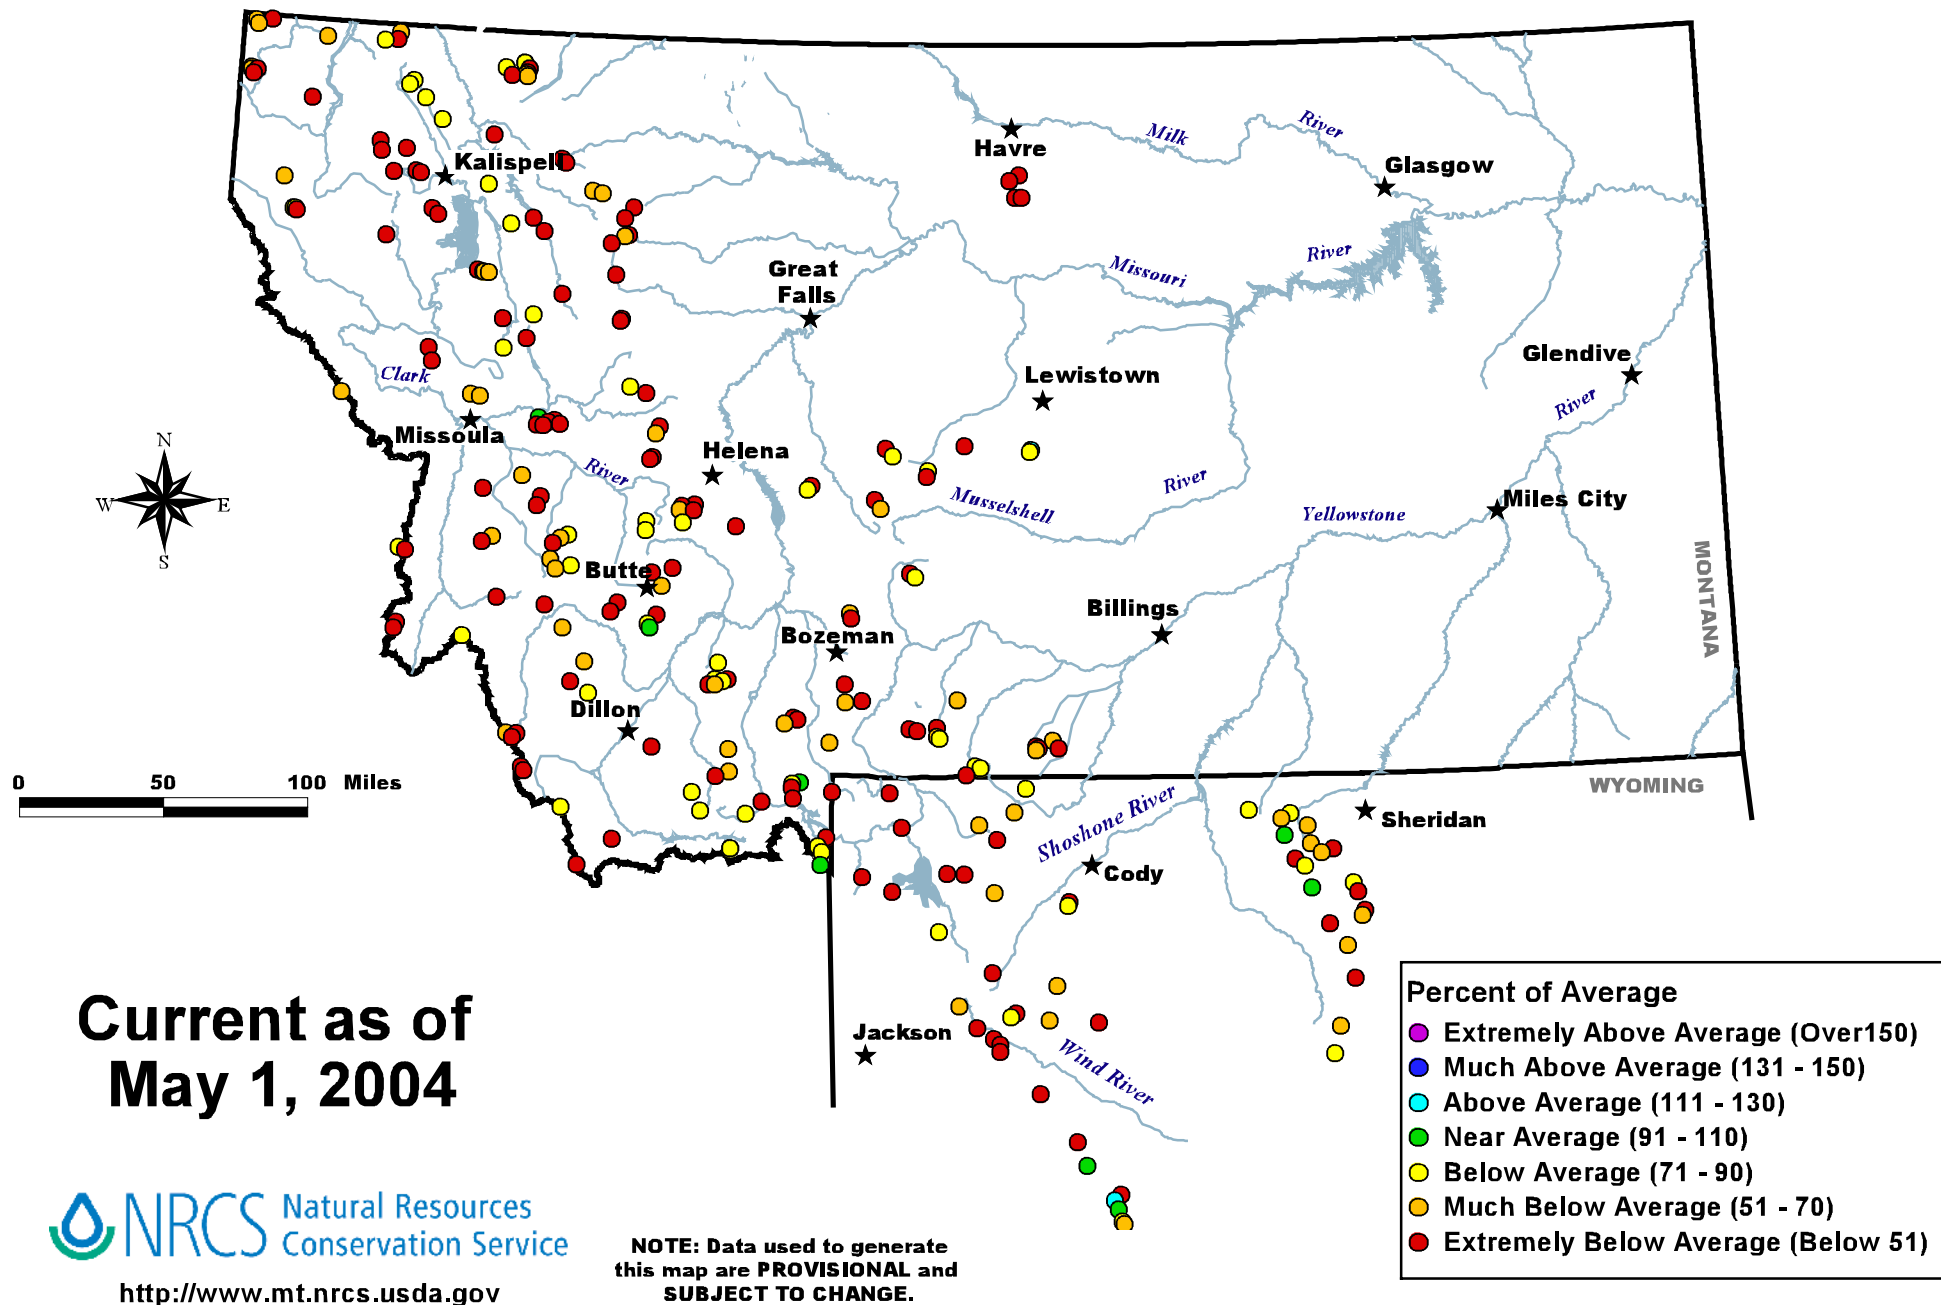 Havre
Milk
River
Glasgow
Kalispell
Great
Falls
Missouri
River
Glendive
River
Lewistown
Clark
Missoula
River
Helena
Musselshell
River
Yellowstone
Miles City
N
W
E
S
MONTANA
Butte
Billings
Bozeman
Dillon
0 50 100 Miles
WYOMING
Sheridan
Shoshone River
Cody
Jackson
Wind River
Current as of
May 1, 2004
Percent of Average
Extremely Above Average (Over150)
Much Above Average (131 - 150)
Above Average (111 - 130)
Near Average (91 - 110)
Below Average (71 - 90)
Much Below Average (51 - 70)
Extremely Below Average (Below 51)
NRCS
Natural Resources
Conservation Service
http://www.mt.nrcs.usda.gov
NOTE: Data used to generate
this map are PROVISIONAL and
SUBJECT TO CHANGE.